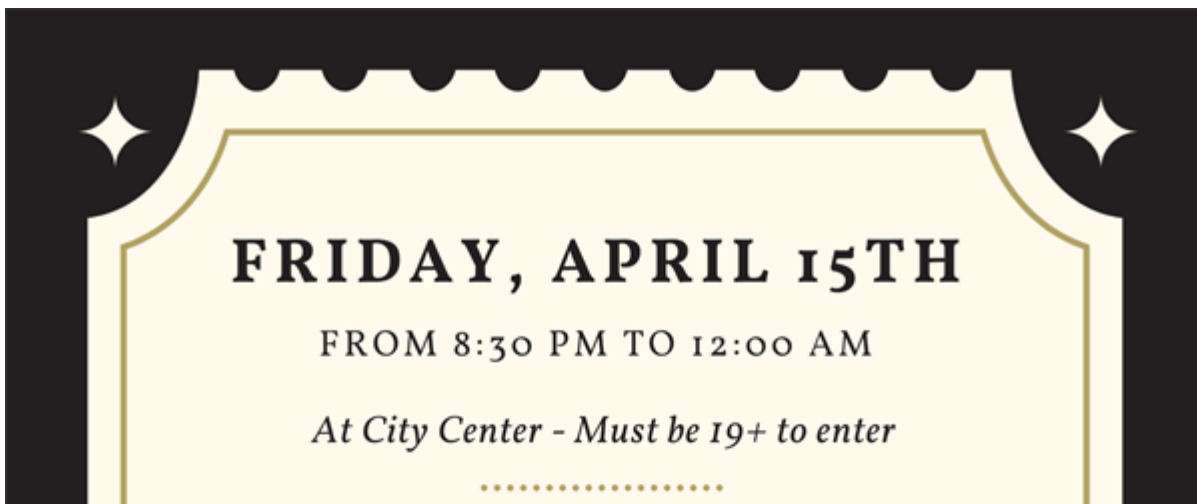 FRIDAY, APRIL 15TH
FROM 8:30 PM TO 12:00 AM
At City Center - Must be 19+ to enter